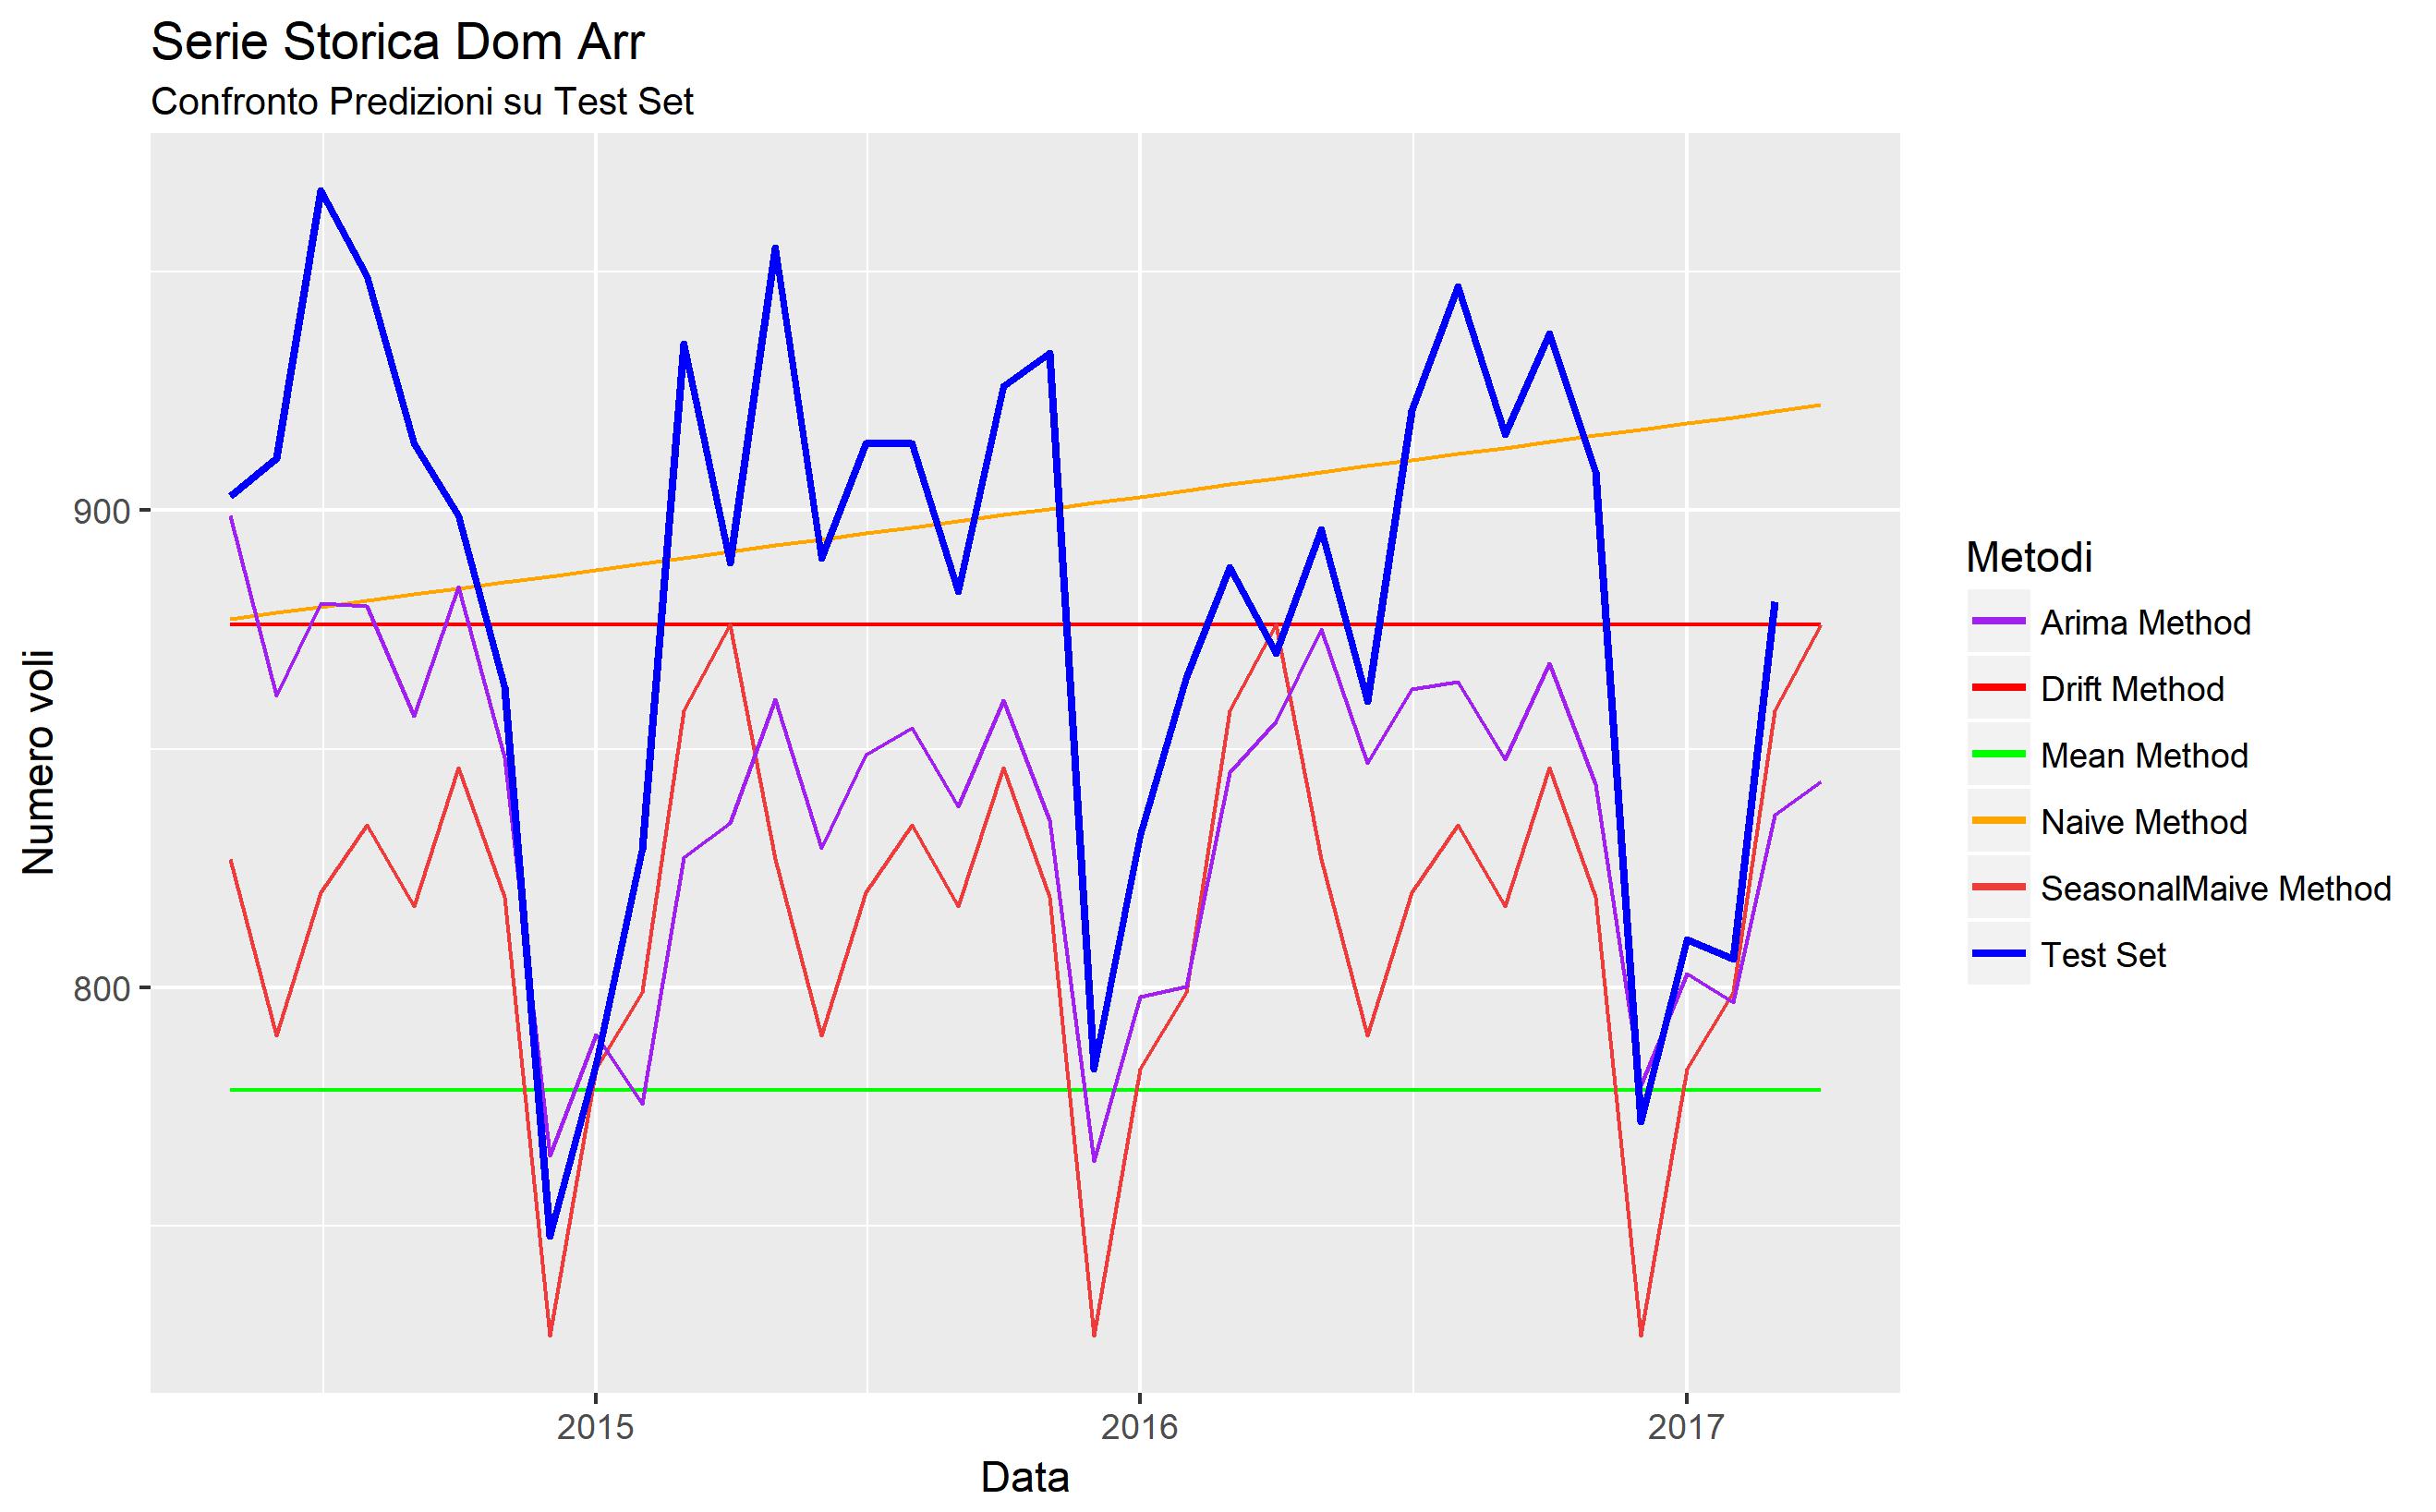 Serie Storica Dom Arr
Confronto Predizioni su Test Set
Numero voli
900
800
2015
2016
2017
Data
Metodi
Arima Method
Drift Method
Mean Method
Naive Method
SeasonalMaive Method
Test Set